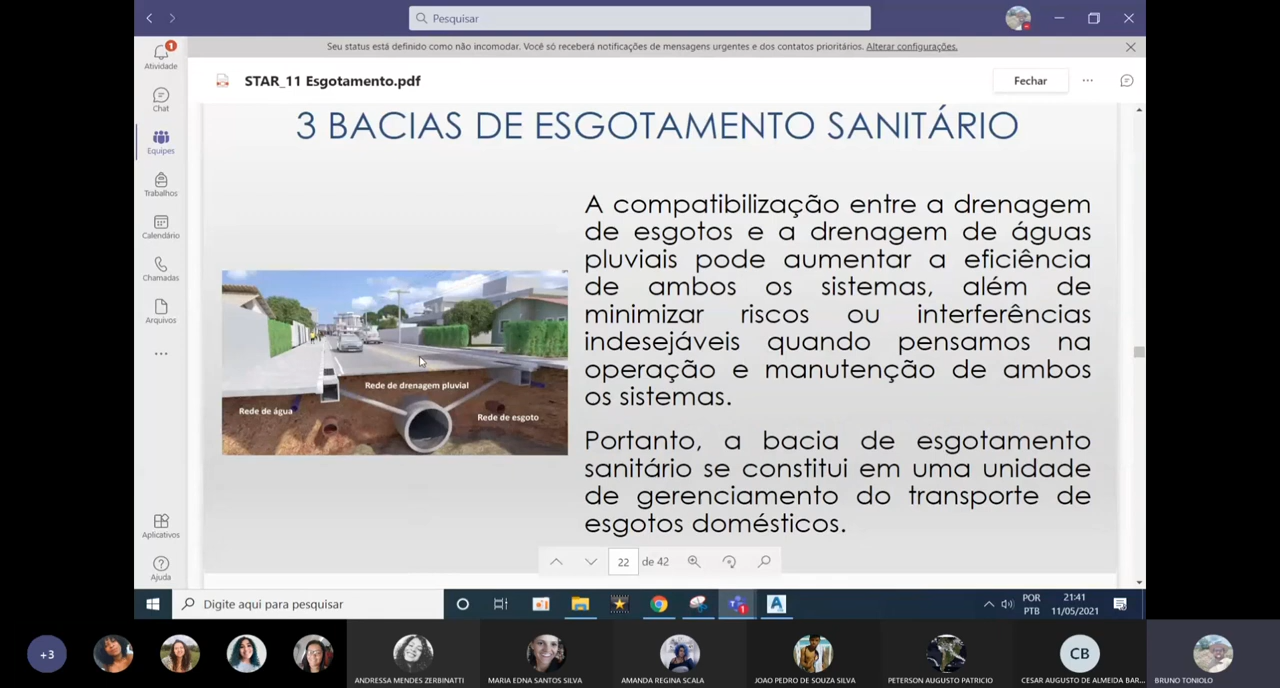 Pesquisar
Seu status está definido como não incomodar. Você só receberá notificações de mensagens urgentes e dos contatos prioritários. Alterar configurações.
1
Atividade
Chat
Equipes
Trabalhos
Calendário
Chamadas
Arquivos
Aplicativos
Ajuda
STAR_11 Esgotamento.pdf
Fechar
3 BACIAS DE ESGOTAMENTO SANITÁRIO
Rede de drenagem pluvial
Rede de água
Rede de esgoto
A compatibilização entre a drenagem
de esgotos e a drenagem de águas
pluviais pode aumentar a eficiência
de ambos os sistemas, além de
minimizar riscos ou interferências
indesejáveis quando pensamos na
operação e manutenção de ambos
os sistemas.
Portanto, a bacia de esgotamento
sanitário se constitui em uma unidade
de gerenciamento do transporte de
esgotos domésticos.
22 de 42
Digite aqui para pesquisar
1
POR
PTB
21:41
11/05/2021
+3
ANDRESSA MENDES ZERBINATTI
MARIA EDNA SANTOS SILVA
AMANDA REGINA SCALA
JOAO PEDRO DE SOUZA SILVA
PETERSON AUGUSTO PATRICIO
CB
CESAR AUGUSTO DE ALMEIDA BAR...
BRUNO TONIOLO